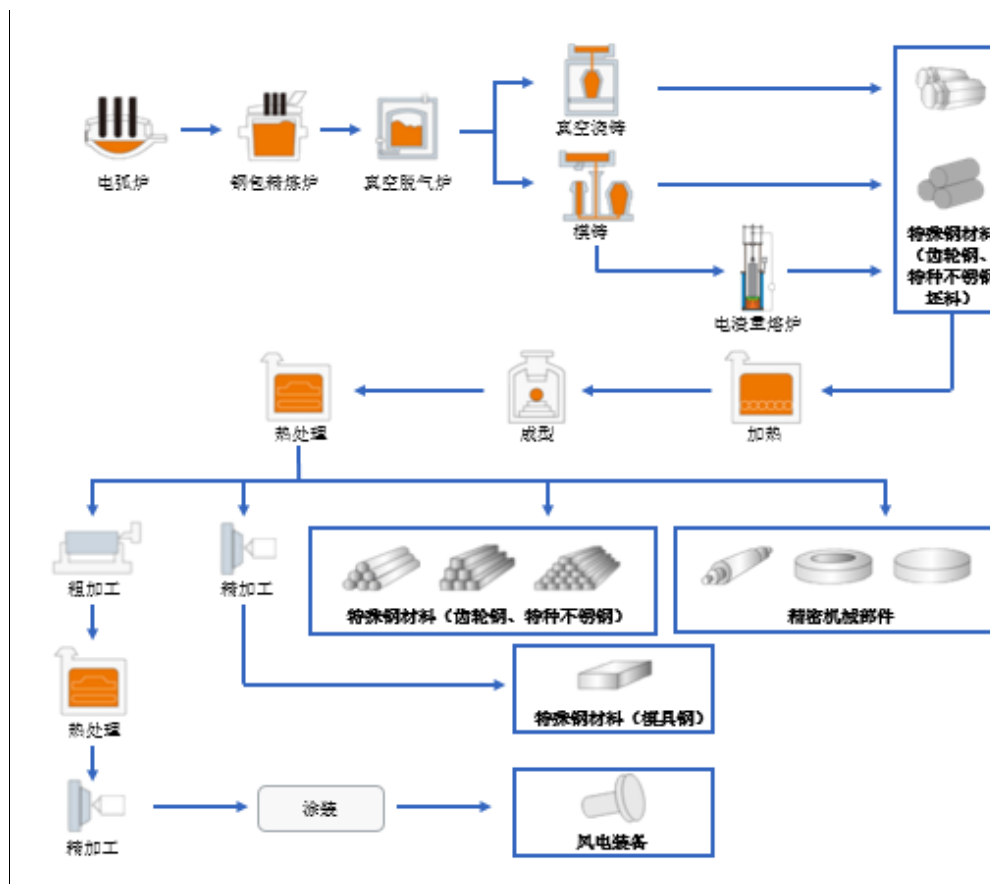 真空浇铸
电弧炉
钢包精炼炉
真空脱气炉
模铸
特殊钢材料
（齿轮钢、
特种不锈钢
坯料）
电渣重熔炉
热处理
成型
加热
粗加工
精加工
特殊钢材料（齿轮钢、特种不锈钢）
精密机械部件
特殊钢材料（模具钢）
热处理
涂装
精加工
风电装备